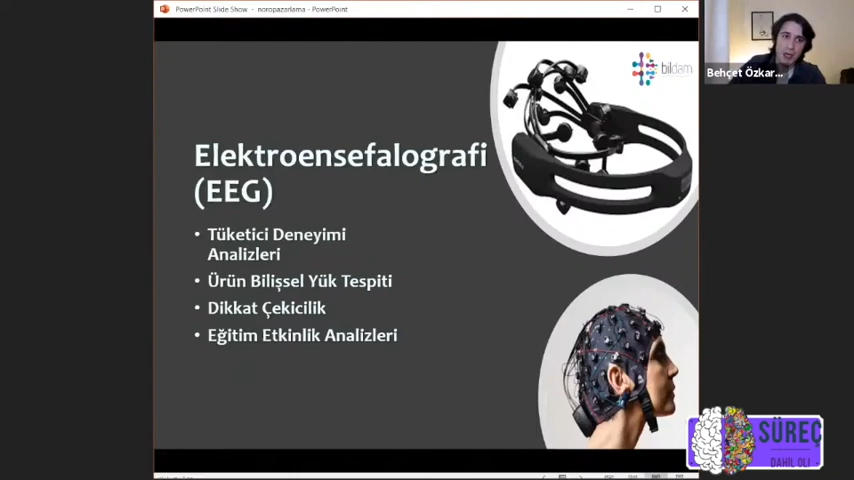 PowerPoint Slide Show - noropazarlama - PowerPoint
Behçet Özkar...
bildam
Elektroensefalografi
(EEG)
• Tüketici Deneyimi
Analizleri
• Ürün Bilişsel Yük Tespiti
• Dikkat Çekicilik
• Eğitim Etkinlik Analizleri
SÜREÇ
DAHİL OL!